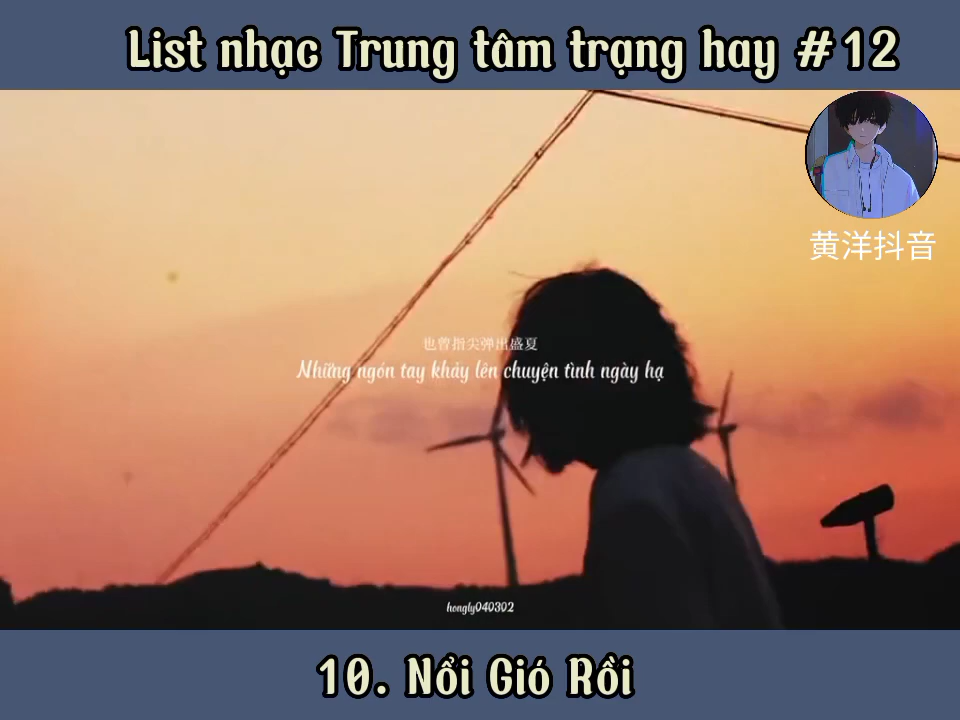 List nhạc Trung tâm trạng hay #12
黄洋抖音
也曾指尖弹出盛夏
Những ngón tay khảy lên chuyện tình ngày hạ
hongly040302
10. Nổi Gió Rồi